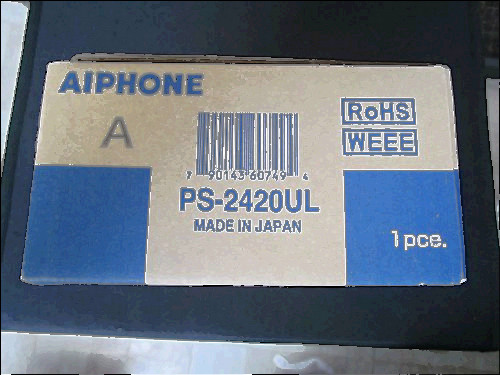 AIPHONE
A
RoHS
WEEE
7 90143 60749 4
PS-2420UL
MADE IN JAPAN
1pce.